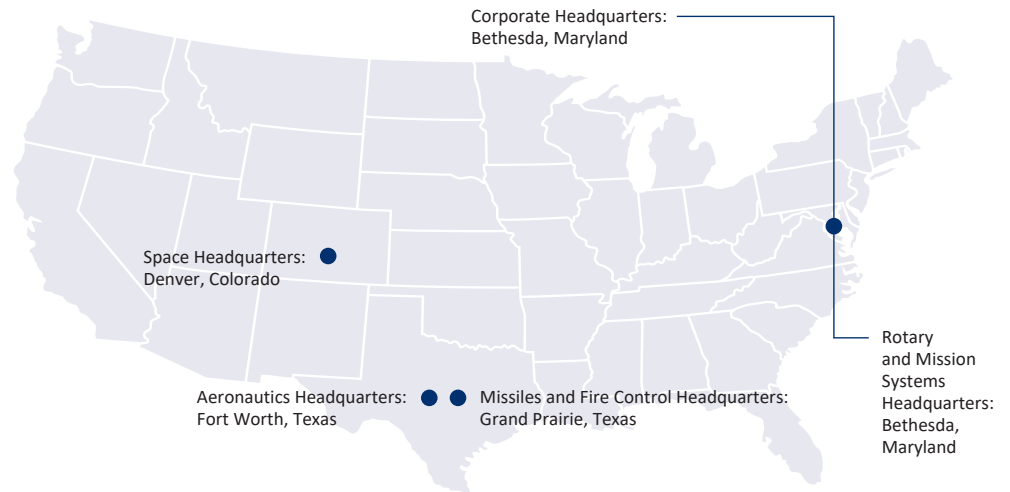 Corporate Headquarters:
Bethesda, Maryland
Space Headquarters:
Denver, Colorado
Aeronautics Headquarters:
Fort Worth, Texas
Missiles and Fire Control Headquarters:
Grand Prairie, Texas
Rotary
and Mission
Systems
Headquarters:
Bethesda,
Maryland